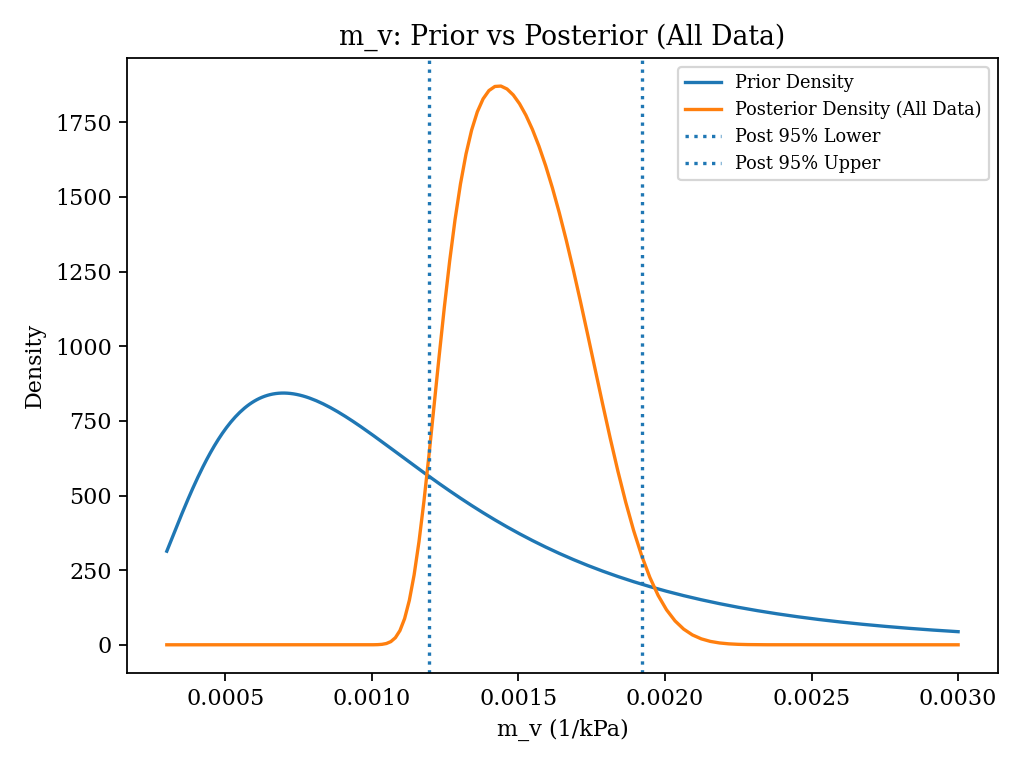 m_v: Prior vs Posterior (All Data)
Prior Density
Posterior Density (All Data)
Post 95% Lower
Post 95% Upper
Density
1750
1500
1250
1000
750
500
250
0
0.0005 0.0010 0.0015 0.0020 0.0025 0.0030
m_v (1/kPa)